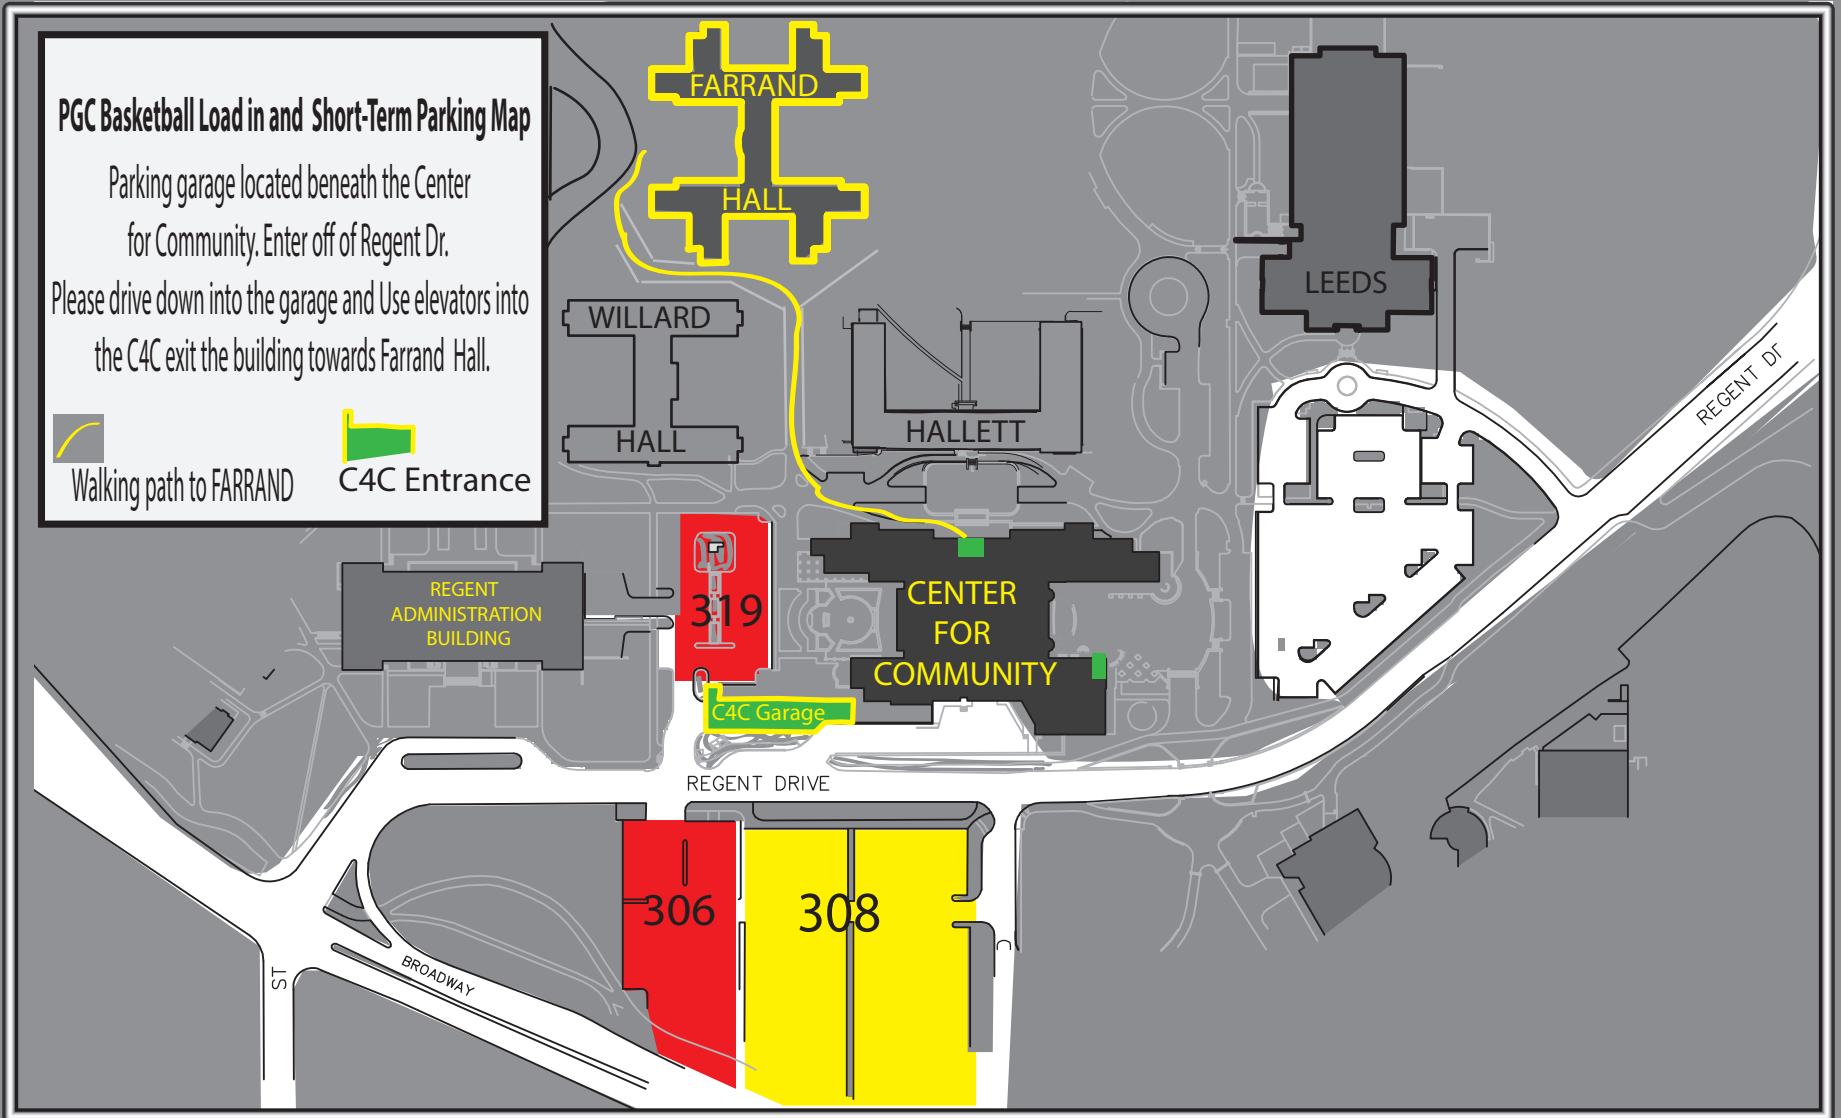 PGC Basketball Load in and Short-Term Parking Map
Parking garage located beneath the Center
for Community. Enter off of Regent Dr.
Please drive down into the garage and Use elevators into
the C4C exit the building towards Farrand Hall.
Walking path to FARRAND
C4C Entrance
FARRAND
HALL
WILLARD
HALL
HALLETT
LEEDS
REGENT DR
REGENT
ADMINISTRATION
BUILDING
319
CENTER
FOR
COMMUNITY
C4C Garage
REGENT DRIVE
306
308
BROADWAY
ST